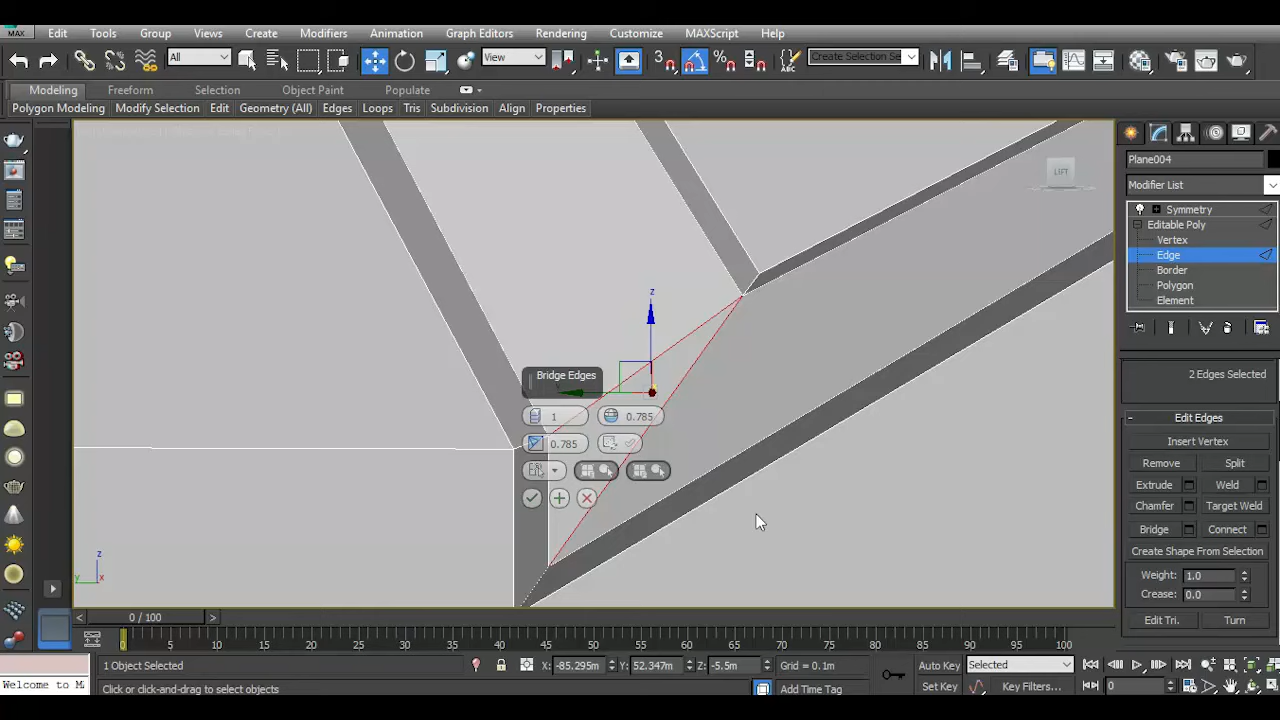 MAX
Edit Tools Group Views Create Modifiers Animation Graph Editors Rendering Customize MAXScript Help
All View Create Selection Se
Modeling Freeform Selection Object Paint Populate
Polygon Modeling Modify Selection Edit Geometry (All) Edges Loops Tris Subdivision Align Properties
Plane004
LIFT
Modifier List
Symmetry
Editable Poly
Vertex
Edge
Border
Polygon
Element
z
Bridge Edges
1 0.785
0.785
2 Edges Selected
Edit Edges
Insert Vertex
Remove Split
Extrude Weld
Chamfer Target Weld
Bridge Connect
Create Shape From Selection
Weight: 1.0
Crease: 0.0
Edit Tri. Turn
z
y x
0 / 100
0 5 10 15 20 25 30 35 40 45 50 55 60 65 70 75 80 85 90 95 100
1 Object Selected X: -85.295m Y: 52.347m Z: -5.5m Grid = 0.1m Auto Key Selected
Welcome to M Click or click-and-drag to select objects Add Time Tag Set Key Key Filters... 0